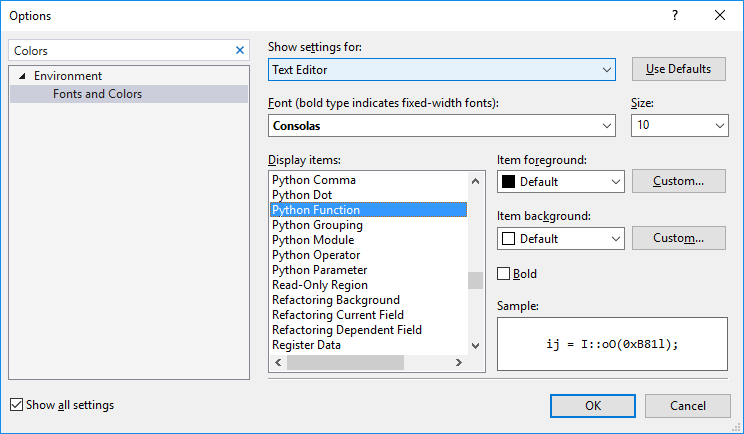 Options
Colors
Environment
Fonts and Colors
Show all settings
Show settings for:
Text Editor
Use Defaults
Font (bold type indicates fixed-width fonts):
Size:
Consolas
10
Display items:
Python Comma
Python Dot
Python Function
Python Grouping
Python Module
Python Operator
Python Parameter
Read-Only Region
Refactoring Background
Refactoring Current Field
Refactoring Dependent Field
Register Data
Item foreground:
Default
Custom...
Item background:
Default
Custom...
Bold
Sample:
ij = I::oO(0xB81l);
OK
Cancel